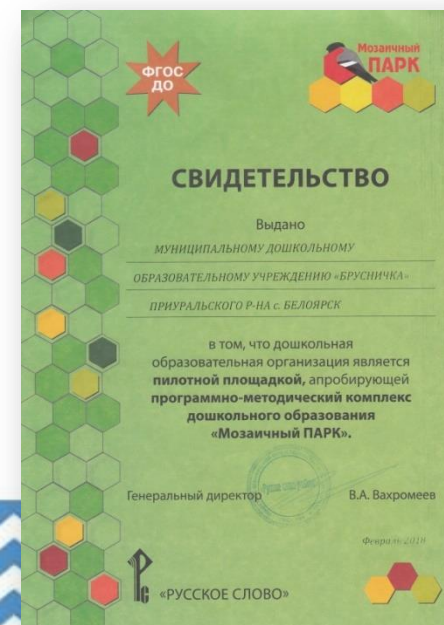 ФГОС
ДО
Мозаичный
ПАРК
СВИДЕТЕЛЬСТВО
Выдано
МУНИЦИПАЛЬНОМУ ДОШКОЛЬНОМУ
ОБРАЗОВАТЕЛЬНОМУ УЧРЕЖДЕНИЮ «БРУСНИЧКА»
ПРИУРАЛЬСКОГО Р-НА с. БЕЛОЯРСК
в том, что дошкольная
образовательная организация является
пилотной площадкой, апробирующей
программно-методический комплекс
дошкольного образования
«Мозаичный ПАРК».
Генеральный директор В.А. Вахромеев
Февраль
«РУССКОЕ СЛОВО»